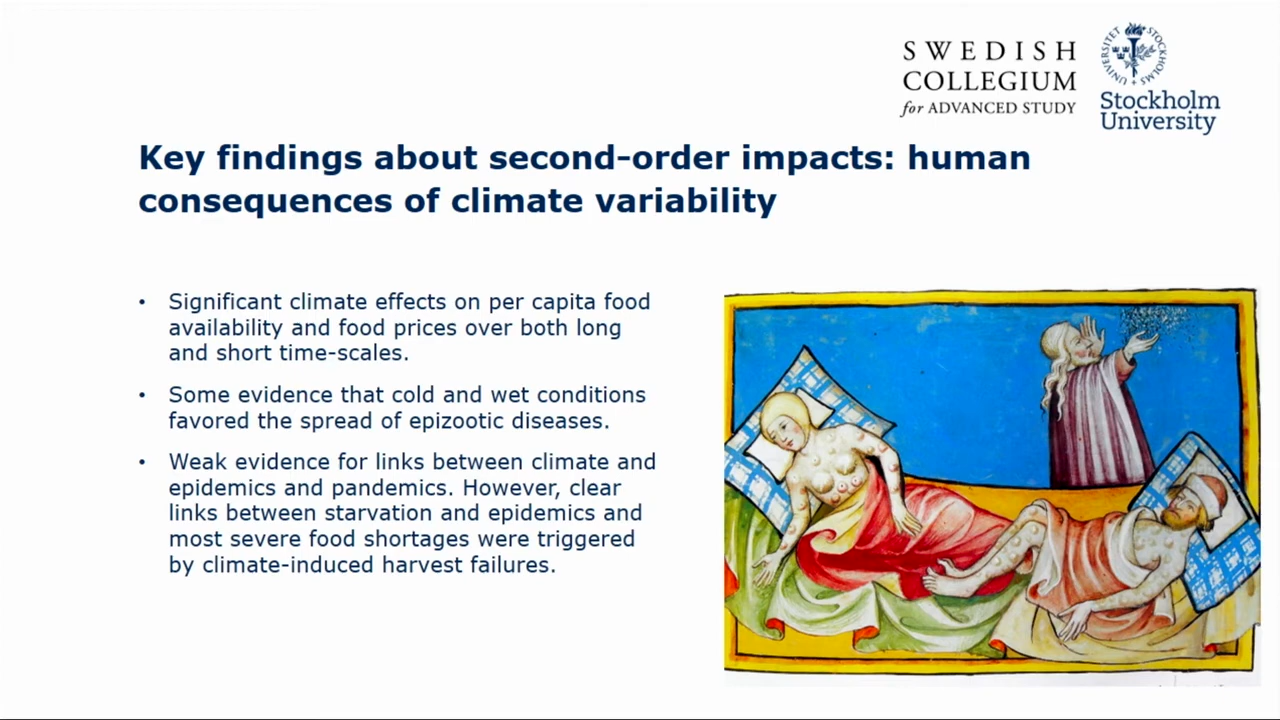 SWEDISH
COLLEGIUM
for ADVANCED STUDY
Stockholm
University
Key findings about second-order impacts: human
consequences of climate variability
• Significant climate effects on per capita food
availability and food prices over both long
and short time-scales.
• Some evidence that cold and wet conditions
favored the spread of epizootic diseases.
• Weak evidence for links between climate and
epidemics and pandemics. However, clear
links between starvation and epidemics and
most severe food shortages were triggered
by climate-induced harvest failures.